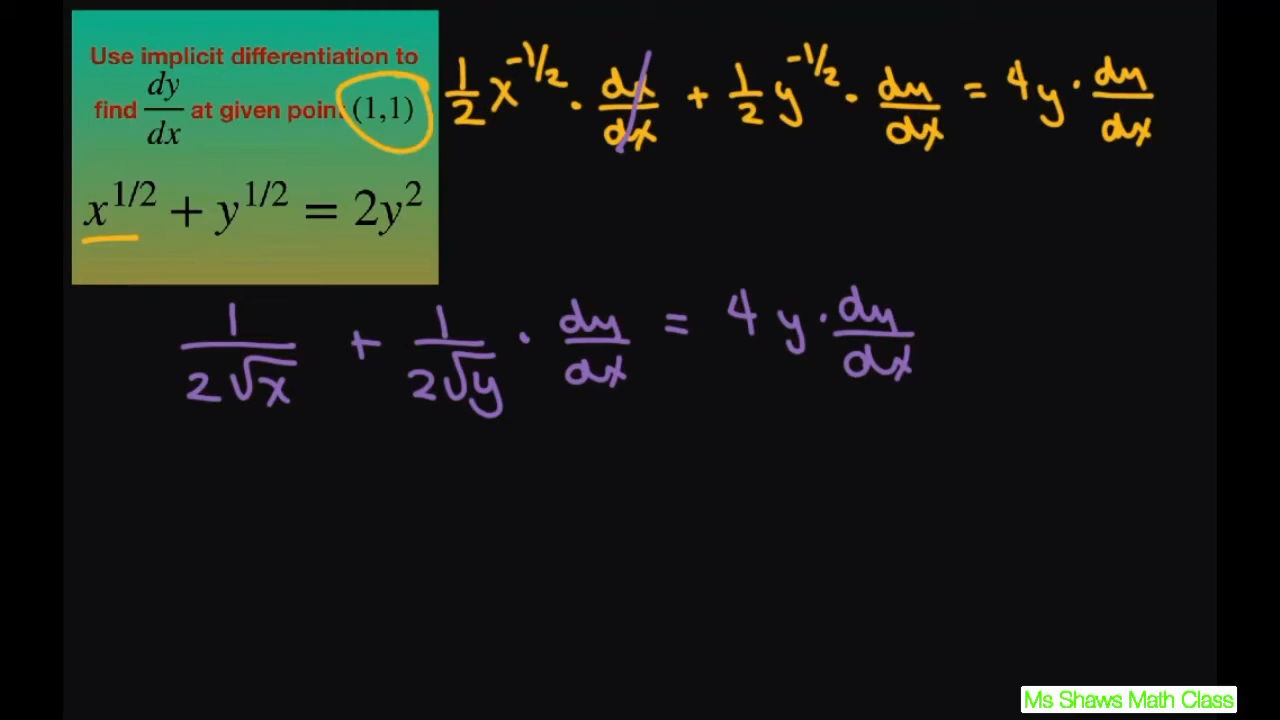 Use implicit differentiation to
find dy/dx at given point (1,1)
x^{1/2} + y^{1/2} = 2y^2
1/2 x^{-1/2} · dx/dx + 1/2 y^{-1/2} · dy/dx = 4y · dy/dx
1/(2√x) + 1/(2√y) · dy/dx = 4y · dy/dx
Ms Shaws Math Class